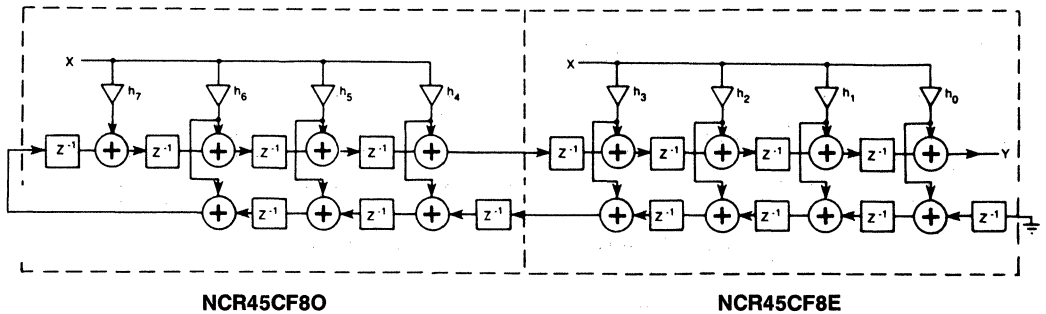 X X
h7 h6 h5 h4 h3 h2 h1 h0
z-1 + z-1 + z-1 + z-1 + z-1 + z-1 + z-1 + z-1 + Y
+ z-1 + z-1 + z-1 + z-1 + z-1 + z-1 + z-1
NCR45CF8O NCR45CF8E